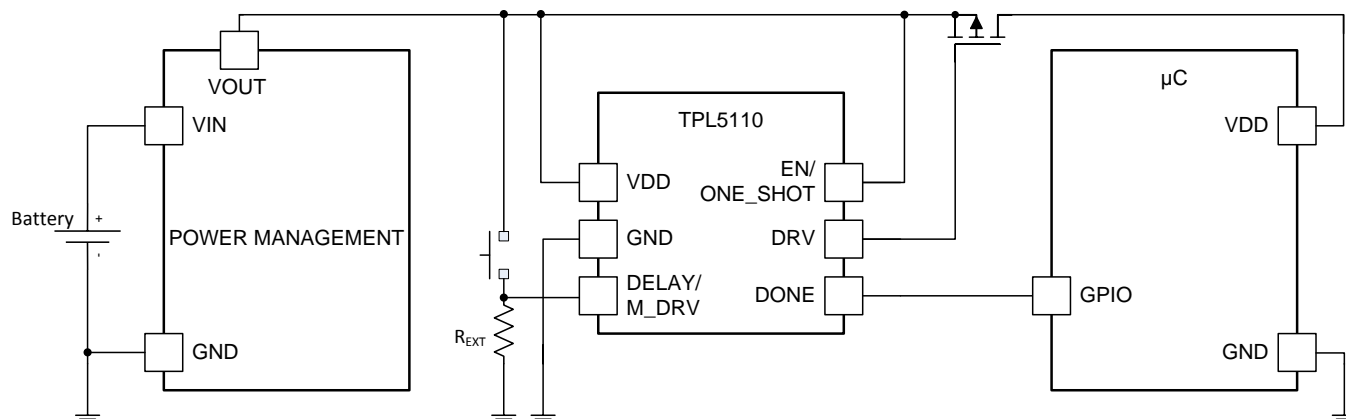 VOUT
VIN
Battery
+
-
POWER MANAGEMENT
GND
R_EXT
TPL5110
VDD
GND
DELAY/
M_DRV
EN/
ONE_SHOT
DRV
DONE
µC
VDD
GPIO
GND